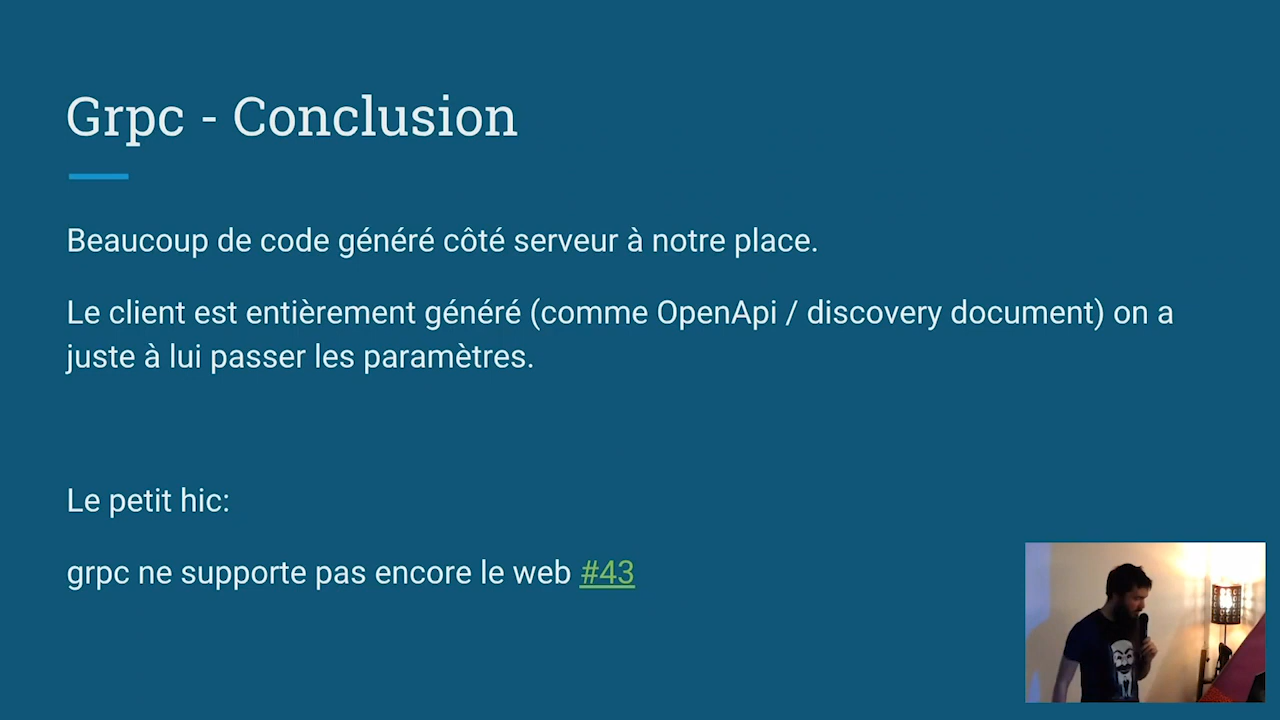 Grpc - Conclusion
Beaucoup de code généré côté serveur à notre place.
Le client est entièrement généré (comme OpenApi / discovery document) on a
juste à lui passer les paramètres.
Le petit hic:
grpc ne supporte pas encore le web #43